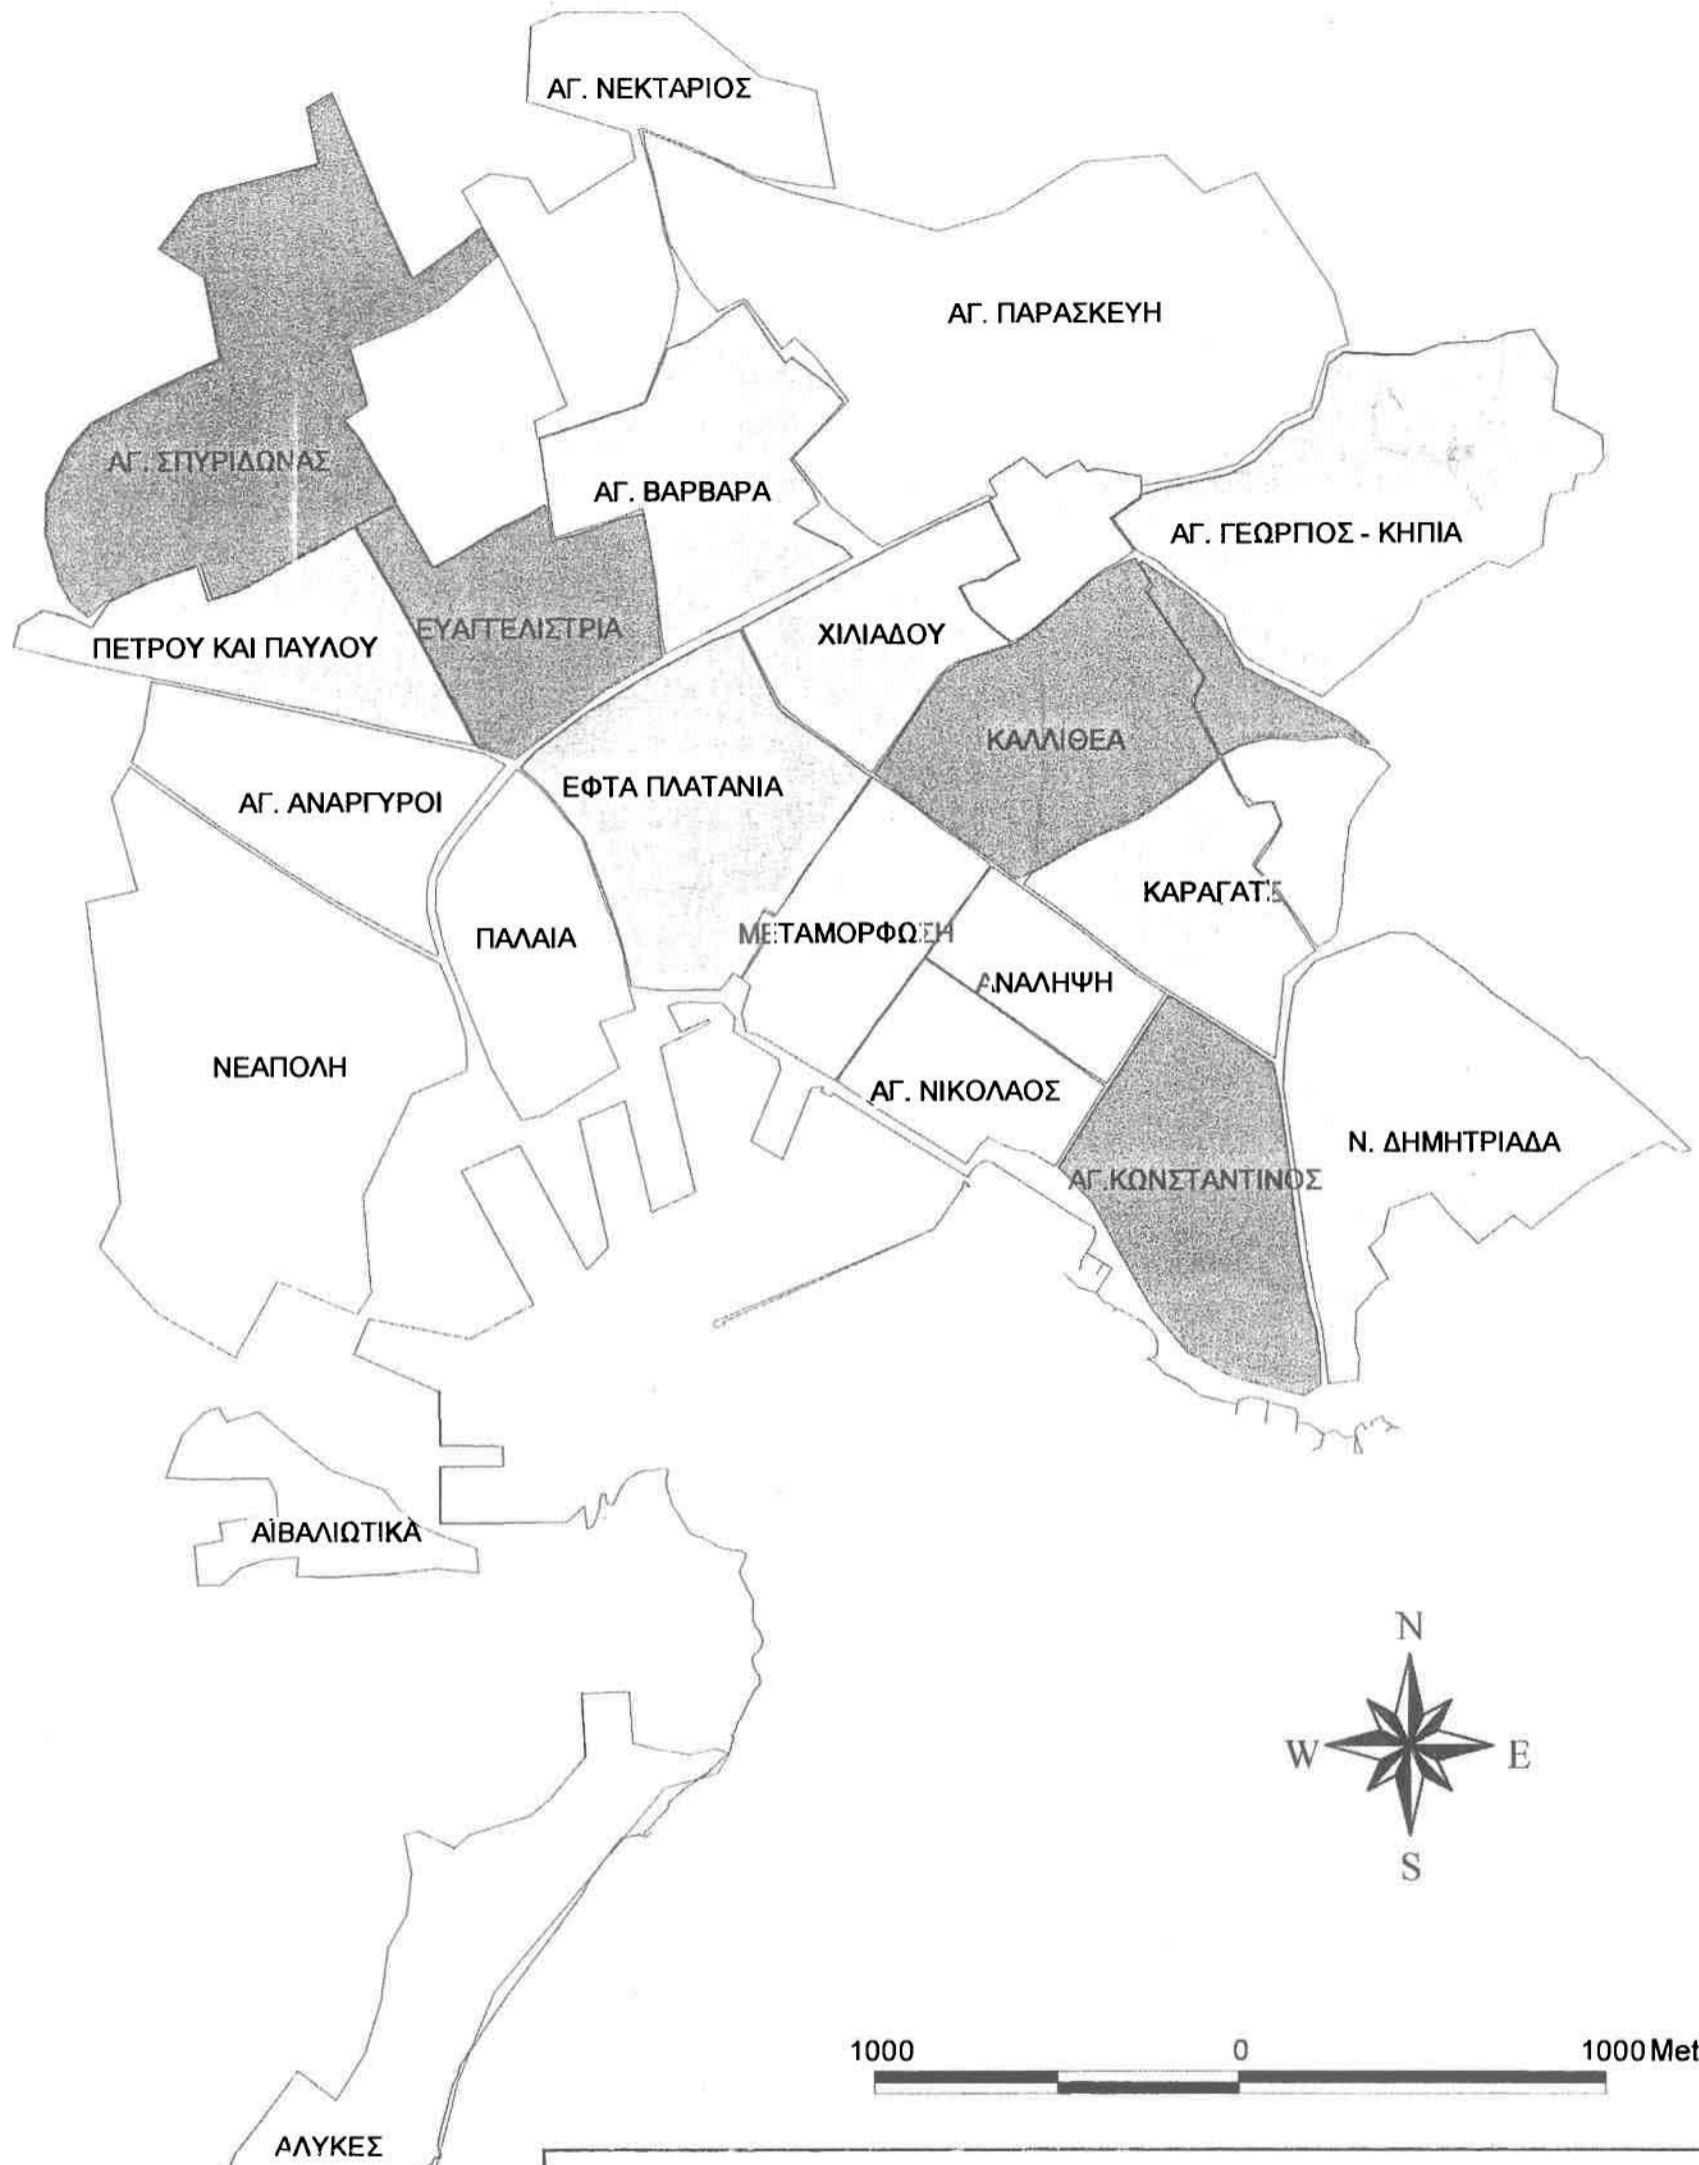 ΑΓ. ΝΕΚΤΑΡΙΟΣ
ΑΓ. ΠΑΡΑΣΚΕΥΗ
ΑΓ. ΣΠΥΡΙΔΩΝΑΣ
ΑΓ. ΒΑΡΒΑΡΑ
ΑΓ. ΓΕΩΡΓΙΟΣ - ΚΗΠΙΑ
ΕΥΑΓΓΕΛΙΣΤΡΙΑ
ΧΙΛΙΑΔΟΥ
ΠΕΤΡΟΥ ΚΑΙ ΠΑΥΛΟΥ
ΚΑΛΛΙΘΕΑ
ΕΦΤΑ ΠΛΑΤΑΝΙΑ
ΑΓ. ΑΝΑΡΓΥΡΟΙ
ΚΑΡΑΓΑΤΣ
ΠΑΛΑΙΑ
ΜΕΤΑΜΟΡΦΩΣΗ
ΑΝΑΛΗΨΗ
ΝΕΑΠΟΛΗ
ΑΓ. ΝΙΚΟΛΑΟΣ
Ν. ΔΗΜΗΤΡΙΑΔΑ
ΑΓ.ΚΩΝΣΤΑΝΤΙΝΟΣ
ΑΪΒΑΛΙΩΤΙΚΑ
N
W E
S
1000 0 1000 Met
ΑΛΥΚΕΣ